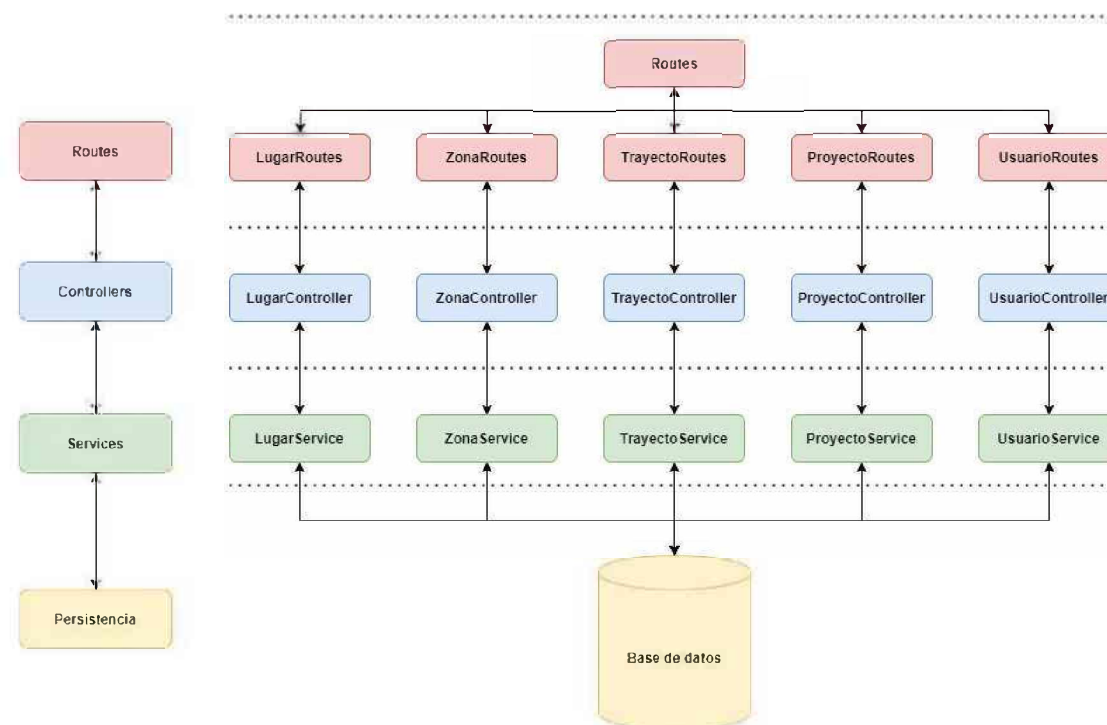 Routes
Routes
LugarRoutes
ZonaRoutes
TrayectoRoutes
ProyectoRoutes
UsuarioRoutes
Controllers
LugarController
ZonaController
TrayectoController
ProyectoController
UsuarioController
Services
LugarService
ZonaService
TrayectoService
ProyectoService
UsuarioService
Persistencia
Base de datos